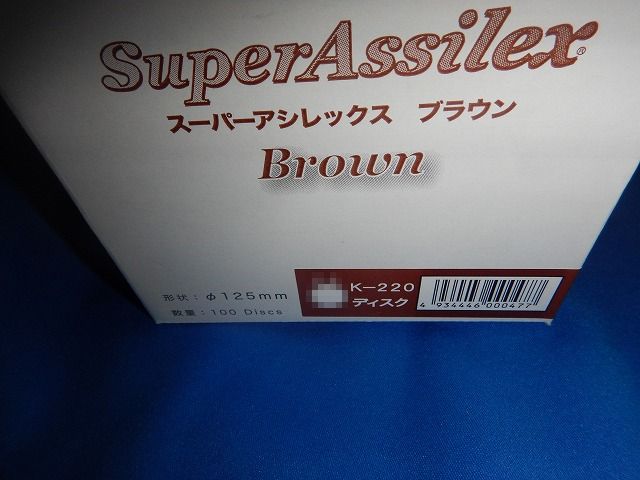 SuperAssilex®
スーパーアシレックス ブラウン
Brown
形状：φ125mm
数量：100 Discs
K-220
ディスク
4 934446 000477